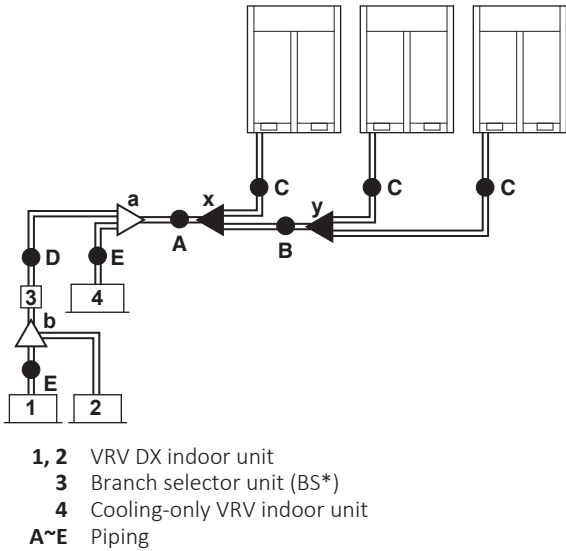 C
C
C
x
y
a
A
B
D
E
3
4
b
E
1
2
1, 2 VRV DX indoor unit
3 Branch selector unit (BS*)
4 Cooling-only VRV indoor unit
A~E Piping